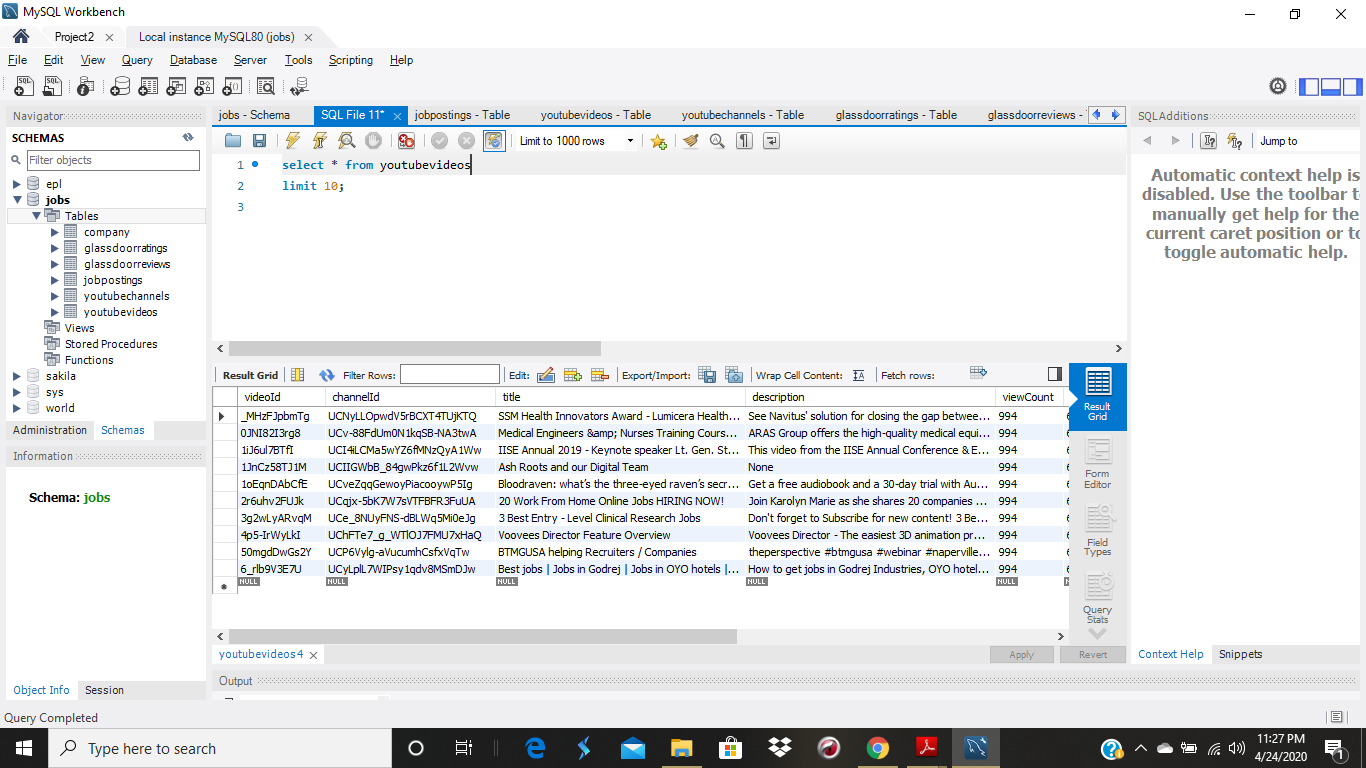 MySQL Workbench
Project2
Local instance MySQL80 (jobs)
File Edit View Query Database Server Tools Scripting Help
Navigator
SCHEMAS
Filter objects
epl
jobs
Tables
company
glassdoorratings
glassdoorreviews
jobpostings
youtubechannels
youtubevideos
Views
Stored Procedures
Functions
sakila
sys
world
Administration Schemas
Information
Schema: jobs
Object Info Session
jobs - Schema SQL File 11* jobpostings - Table youtubevideos - Table youtubechannels - Table glassdoorratings - Table glassdoorreviews -
Limit to 1000 rows
1 select * from youtubevideos
2 limit 10;
3
Result Grid Filter Rows: Edit: Export/Import: Wrap Cell Content: Fetch rows:
videoId channelId title description viewCount
_MHzFJpbmTg UCNyLLOpwdV5rBCXT4TUjKTQ SSM Health Innovators Award - Lumicera Health... See Navitus' solution for closing the gap betwee... 994
0JNI82I3rg8 UCv-88FdUm0N1kqSB-NA3twA Medical Engineers &amp; Nurses Training Cours... ARAS Group offers the high-quality medical equi... 994
1iJ6ul7BTfI UCI4iLCMa5wYZ6fMNzQyA1Ww IISE Annual 2019 - Keynote speaker Lt. Gen. St... This video from the IISE Annual Conference & E... 994
1JnCz58TJ1M UCIIGWbB_84gwPkz6f1L2Wvw Ash Roots and our Digital Team None 994
1oEqnDAbCfE UCveZqqGewoyPiacooywP5Ig Bloodraven: what's the three-eyed raven's secr... Get a free audiobook and a 30-day trial with Au... 994
2r6uhv2FUJk UCqjx-5bK7W7sVTFBFR3FuUA 20 Work From Home Online Jobs HIRING NOW! Join Karolyn Marie as she shares 20 companies ... 994
3g2wLyARvqM UCe_8NUyFNS-dBLWq5Mi0eJg 3 Best Entry - Level Clinical Research Jobs Don't forget to Subscribe for new content! 3 Be... 994
4p5-IrWyLkI UChFTe7_g_WTlOJ7FMU7xHaQ Voovees Director Feature Overview Voovees Director - The easiest 3D animation pr... 994
50mgdDwGs2Y UCP6Vylg-aVucumhCsfxVqTw BTMGUSA helping Recruiters / Companies theperspective #btmgusa #webinar #naperville... 994
6_rlb9V3E7U UCyLplL7WIPsy1qdv8MSmDJw Best jobs | Jobs in Godrej | Jobs in OYO hotels |... How to get jobs in Godrej Industries, OYO hotel... 994
NULL NULL NULL NULL NULL
Result Grid
Form Editor
Field Types
Query Stats
youtubevideos 4
Apply Revert
Output
SQLAdditions
Jump to
Automatic context help is
disabled. Use the toolbar t
manually get help for the
current caret position or to
toggle automatic help.
Context Help Snippets
Query Completed
Type here to search
11:27 PM
4/24/2020
1